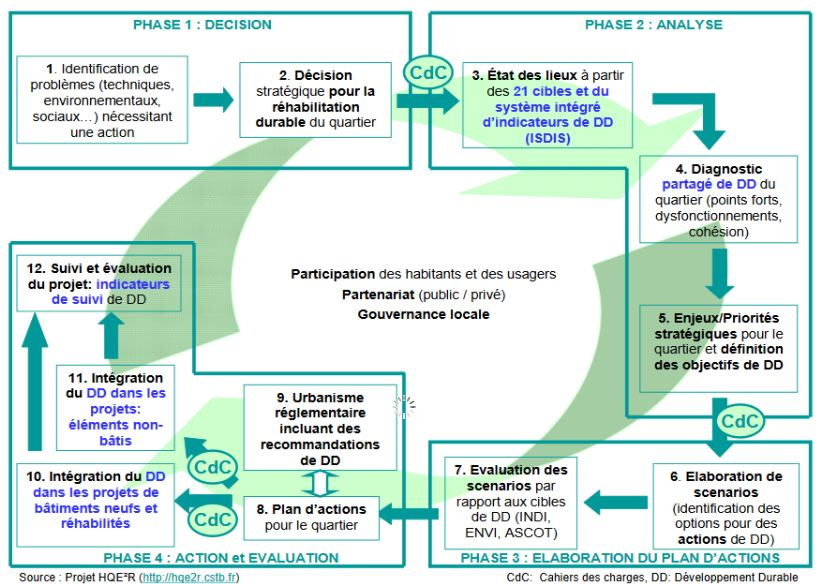 PHASE 1 : DECISION
1. Identification de
problèmes (techniques,
environnementaux,
sociaux…) nécessitant
une action
2. Décision
stratégique pour la
réhabilitation
durable du quartier
CdC
PHASE 2 : ANALYSE
3. État des lieux à partir
des 21 cibles et du
système intégré
d’indicateurs de DD
(ISDIS)
4. Diagnostic
partagé de DD du
quartier (points forts,
dysfonctionnements,
cohésion)
5. Enjeux/Priorités
stratégiques pour le
quartier et définition
des objectifs de DD
CdC
Participation des habitants et des usagers
Partenariat (public / privé)
Gouvernance locale
6. Elaboration de
scenarios
(identification des
options pour des
actions de DD)
7. Evaluation des
scenarios par
rapport aux cibles
de DD (INDI,
ENVI, ASCOT)
PHASE 3 : ELABORATION DU PLAN D’ACTIONS
8. Plan d’actions
pour le quartier
9. Urbanisme
réglementaire
incluant des
recommandations
de DD
CdC
CdC
10. Intégration du DD
dans les projets de
bâtiments neufs et
réhabilités
11. Intégration
du DD dans les
projets:
éléments non-
bâtis
12. Suivi et évaluation
du projet: indicateurs
de suivi de DD
PHASE 4 : ACTION et EVALUATION
Source : Projet HQE²R (http://hqe2r.cstb.fr)
CdC: Cahiers des charges, DD: Développement Durable